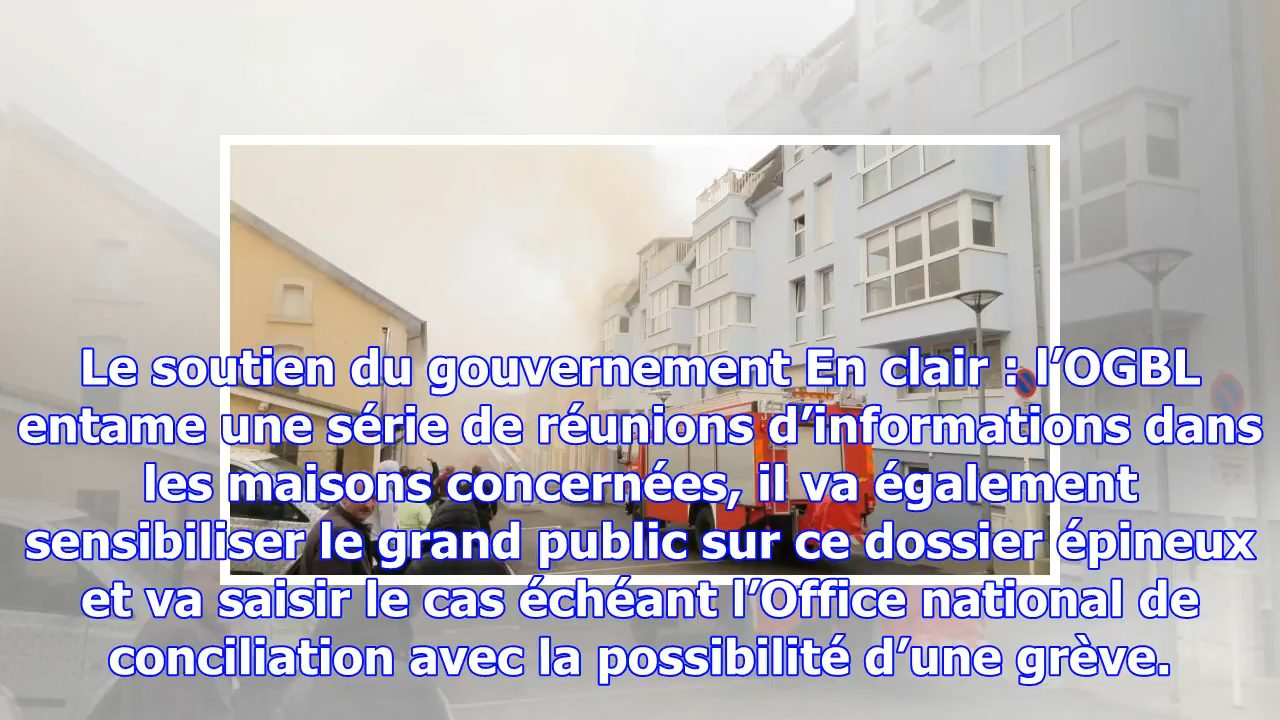 Le soutien du gouvernement En clair : l’OGBL
entame une série de réunions d’informations dans
les maisons concernées, il va également
sensibiliser le grand public sur ce dossier épineux
et va saisir le cas échéant l’Office national de
conciliation avec la possibilité d’une grève.